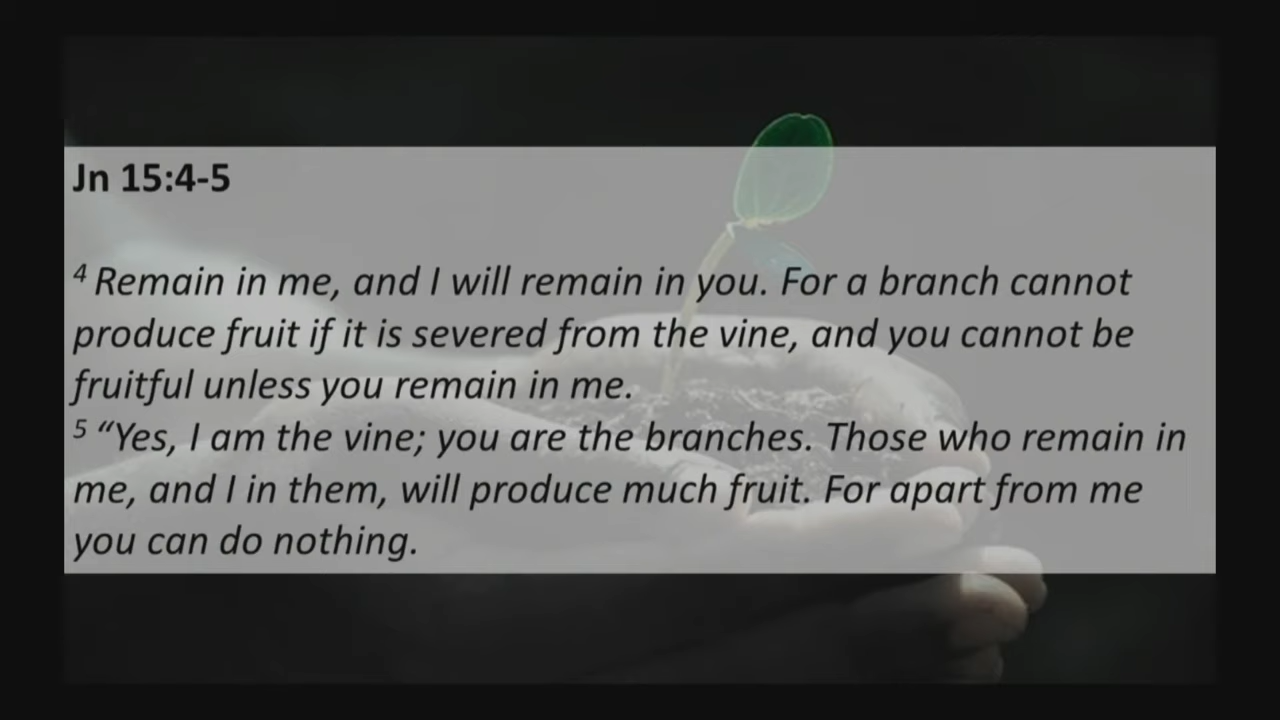 Jn 15:4-5
4 Remain in me, and I will remain in you. For a branch cannot
produce fruit if it is severed from the vine, and you cannot be
fruitful unless you remain in me.
5 “Yes, I am the vine; you are the branches. Those who remain in
me, and I in them, will produce much fruit. For apart from me
you can do nothing.